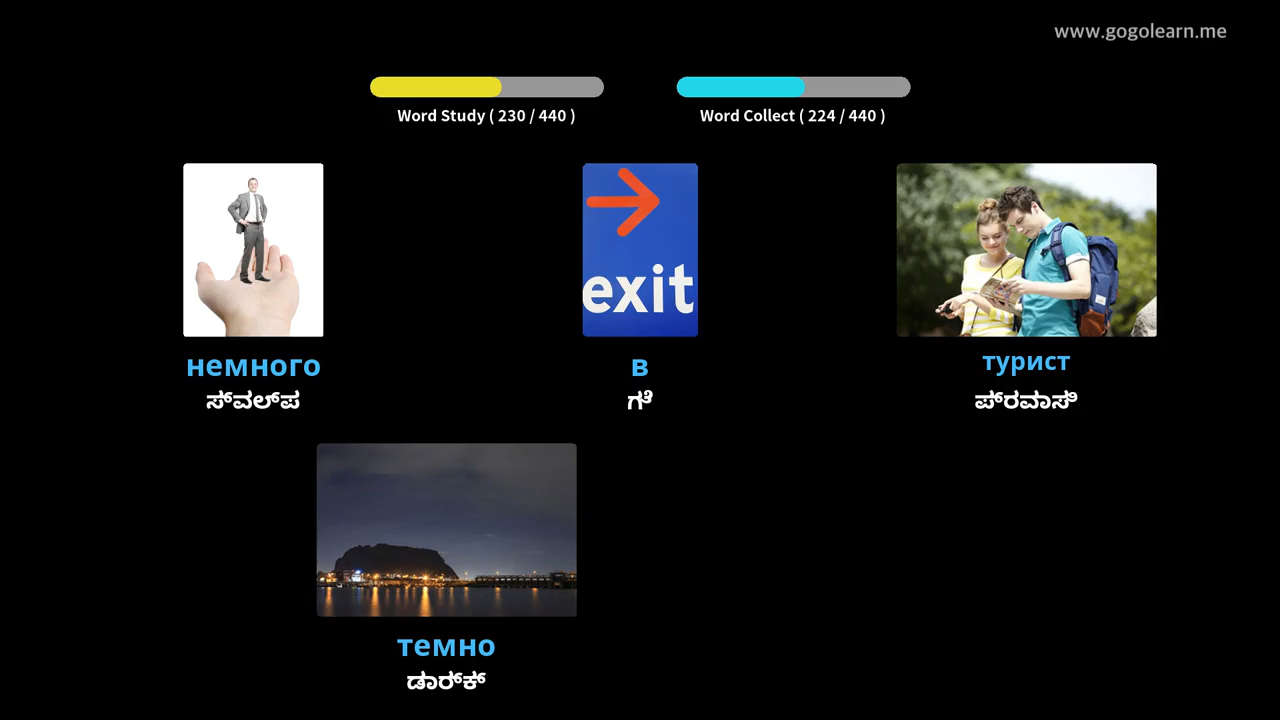 www.gogolearn.me
Word Study ( 230 / 440 )
Word Collect ( 224 / 440 )
exit
немного
в
турист
ಸ್‌ವಲ್‌ಪ
ಗೆ
ಪ್‌ರವಾಸಿ
темно
ಡಾರ್‌ಕ್